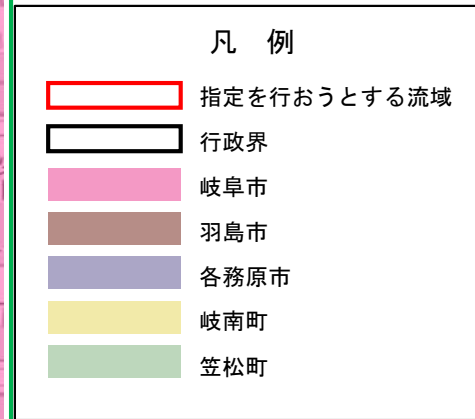 凡 例
指定を行おうとする流域
行政界
岐阜市
羽島市
各務原市
岐南町
笠松町